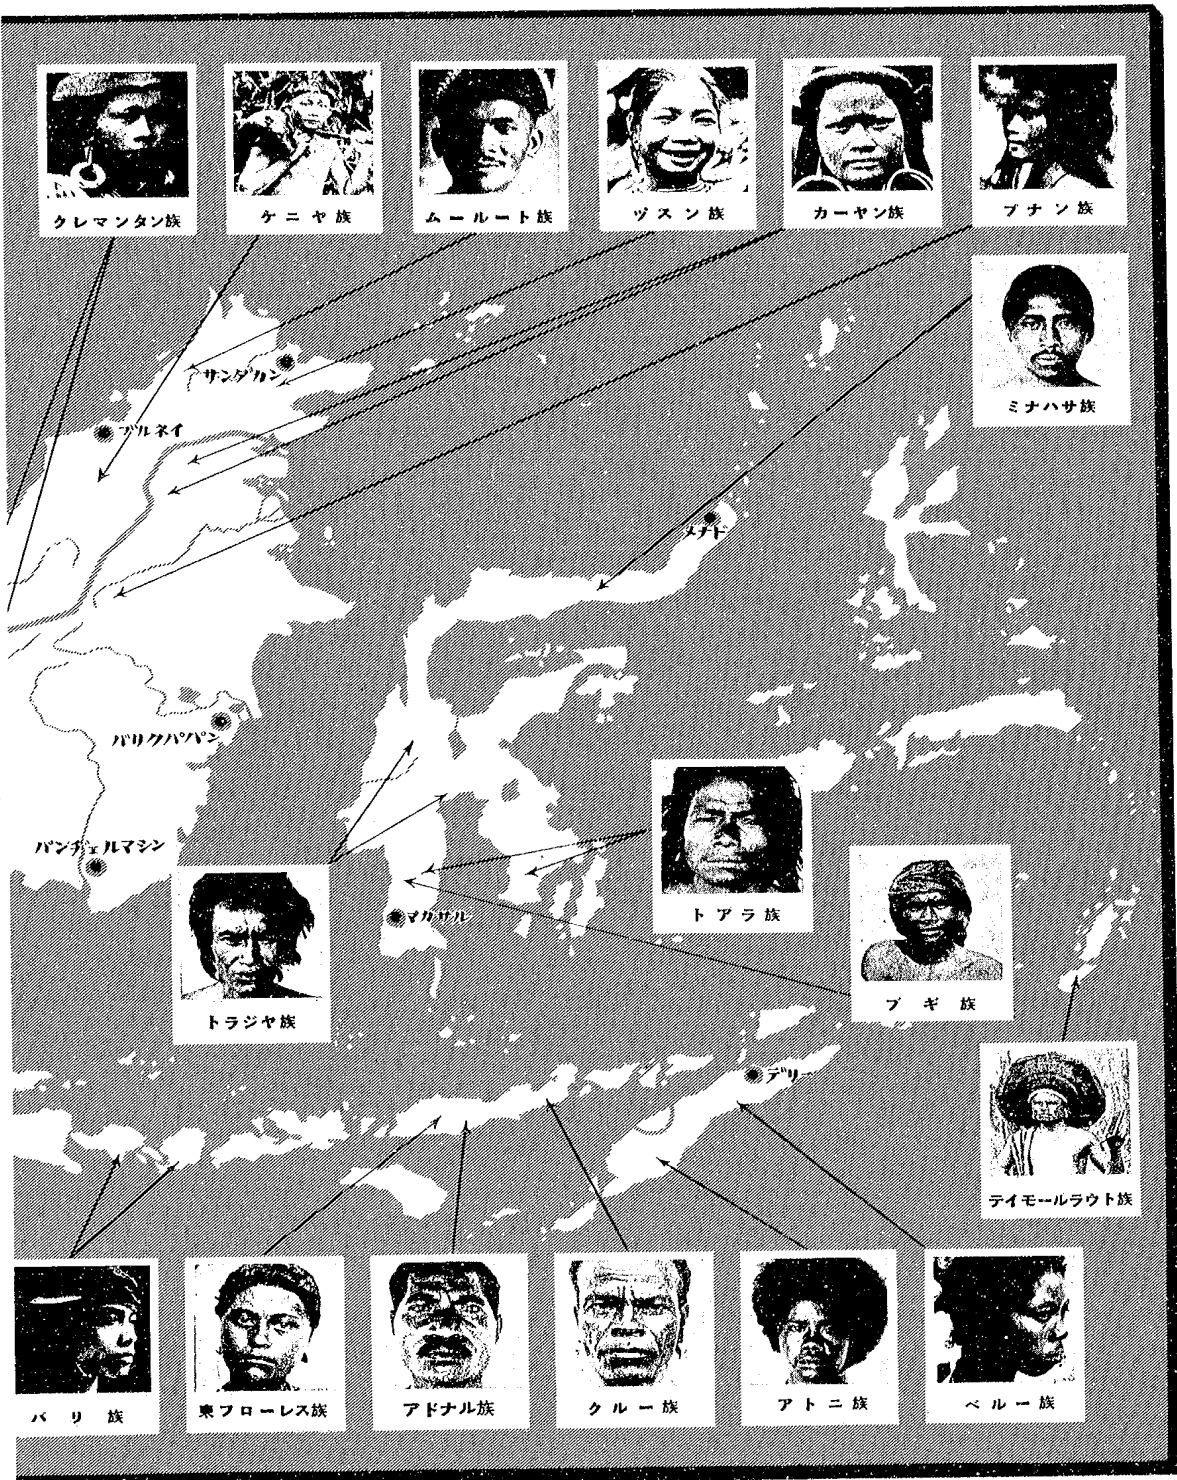 クレマンタン族
ケニヤ族
ムールート族
ヅスン族
カーヤン族
プナン族
ミナハサ族
サンダカン
ブルネイ
メナド
バリクパパン
バンヂェルマシン
マカサル
トラジヤ族
トアラ族
ブギ族
デリー
テイモールラウト族
バリ族
東フローレス族
アドナル族
クルー族
アトニ族
ベルー族